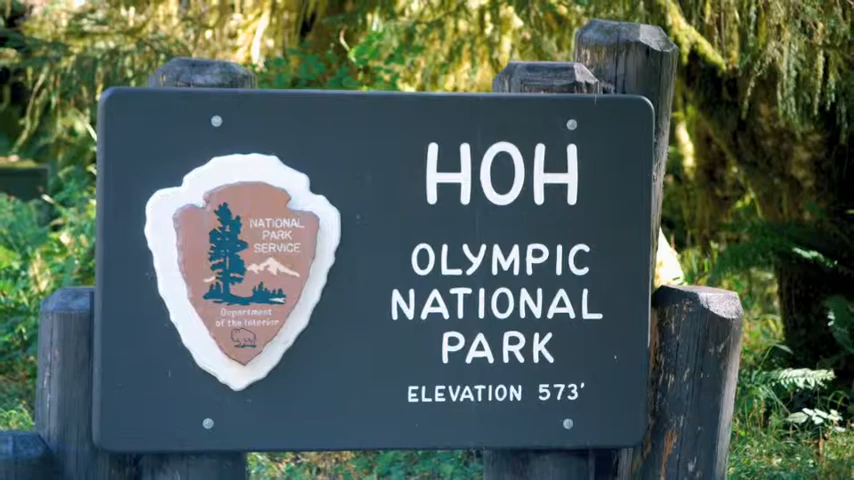 NATIONAL
PARK
SERVICE
Department
of the Interior
HOH
OLYMPIC
NATIONAL
PARK
ELEVATION 573'